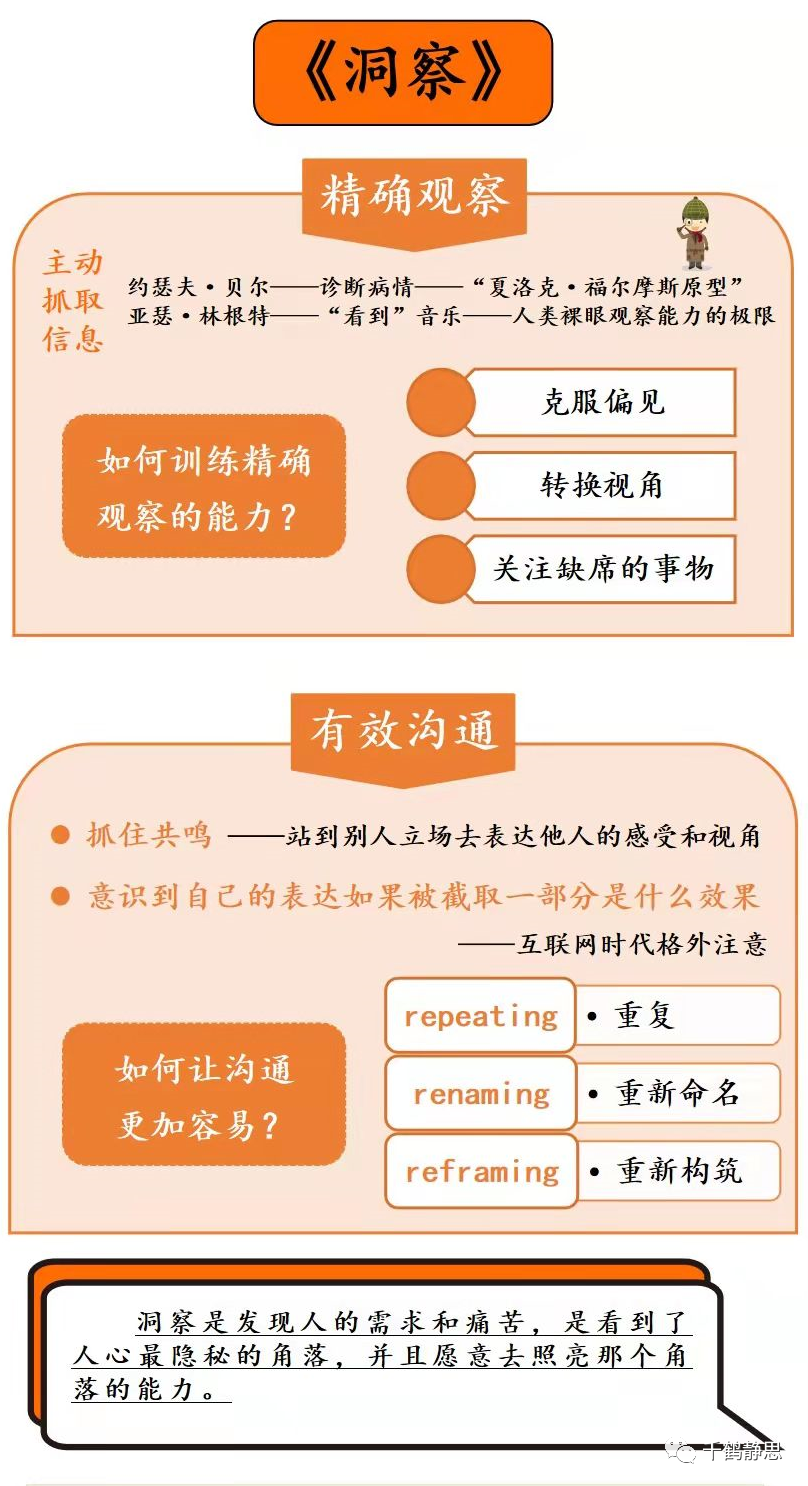 《洞察》
精确观察
主动
抓取
信息
约瑟夫·贝尔——诊断病情——“夏洛克·福尔摩斯原型”
亚瑟·林根特——“看到”音乐——人类裸眼观察能力的极限
如何训练精确
观察的能力？
克服偏见
转换视角
关注缺席的事物
有效沟通
抓住共鸣 ——站到别人立场去表达他人的感受和视角
意识到自己的表达如果被截取一部分是什么效果
——互联网时代格外注意
如何让沟通
更加容易？
repeating • 重复
renaming • 重新命名
reframing • 重新构筑
洞察是发现人的需求和痛苦，是看到了
人心最隐秘的角落，并且愿意去照亮那个角
落的能力。
千鹤静思